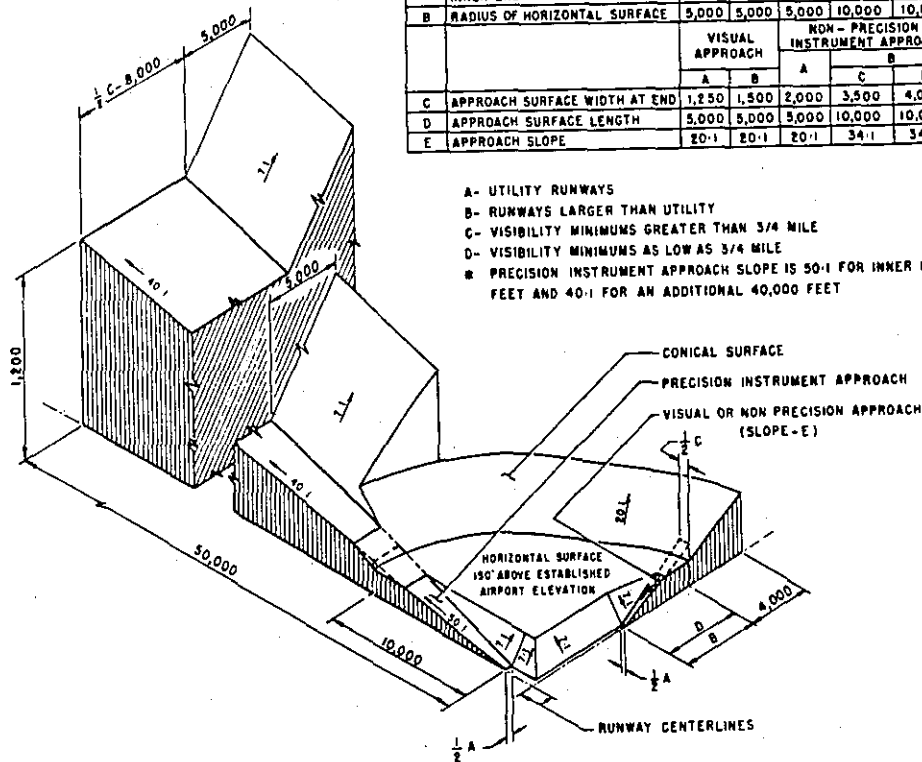 B RADIUS OF HORIZONTAL SURFACE 5,000 5,000 5,000 10,000
VISUAL APPROACH
NON - PRECISION INSTRUMENT
A B A B
C
C APPROACH SURFACE WIDTH AT END 1,250 1,500 2,000 3,500
D APPROACH SURFACE LENGTH 5,000 5,000 5,000 10,000
E APPROACH SLOPE 20:1 20:1 20:1 34:1
A- UTILITY RUNWAYS
B- RUNWAYS LARGER THAN UTILITY
C- VISIBILITY MINIMUMS GREATER THAN 3/4 MILE
D- VISIBILITY MINIMUMS AS LOW AS 3/4 MILE
* PRECISION INSTRUMENT APPROACH SLOPE IS 50:1 FOR INNER
FEET AND 40:1 FOR AN ADDITIONAL 40,000 FEET
5,000
½ C-8,000
7:1
40:1
5,000
1,200
7:1
CONICAL SURFACE
PRECISION INSTRUMENT APPROACH
VISUAL OR NON PRECISION APPROACH
(SLOPE-E)
½ C
40:1
20:1
HORIZONTAL SURFACE
150' ABOVE ESTABLISHED
AIRPORT ELEVATION
50,000
50:1
7:1
7:1
7:1
7:1
4,000
D
B
10,000
½ A
RUNWAY CENTERLINES
½ A